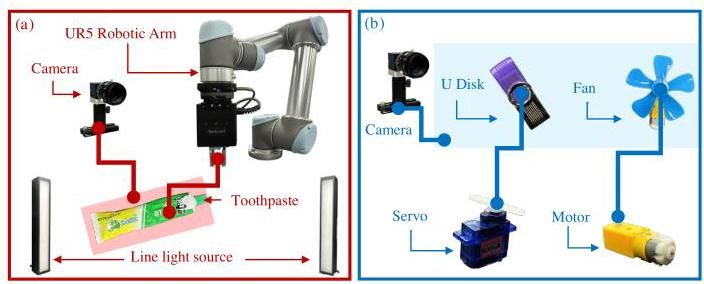 (a)
UR5 Robotic Arm
Camera
Toothpaste
Line light source
(b)
U Disk
Fan
Camera
Servo
Motor